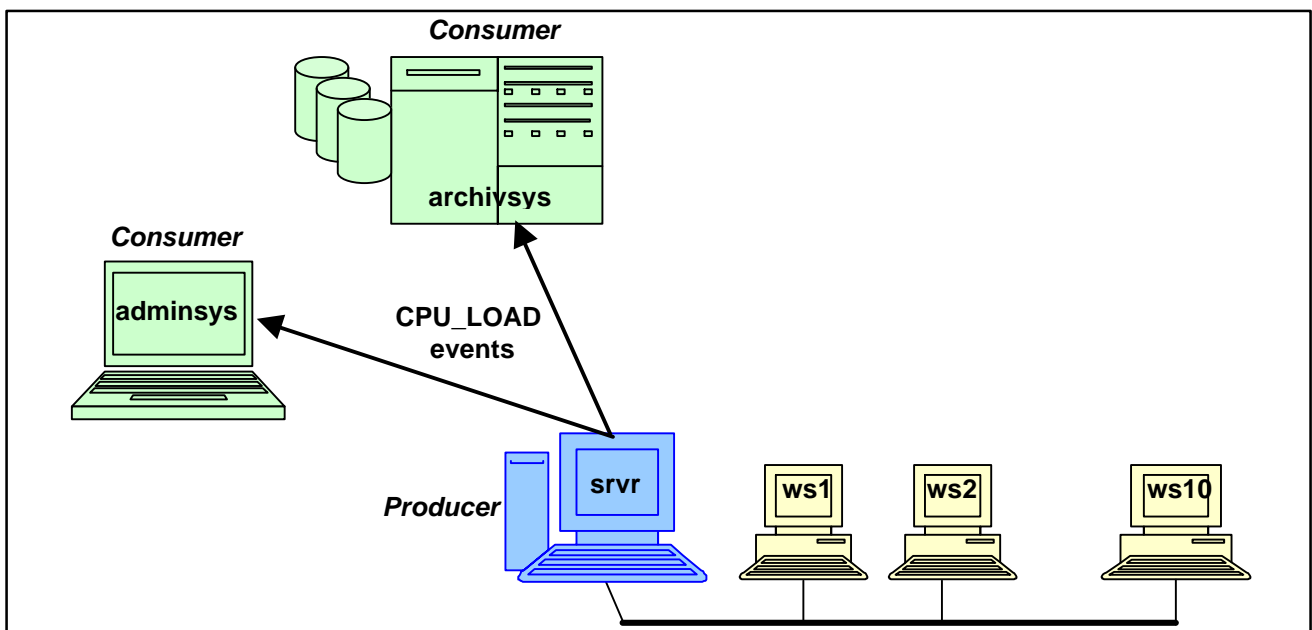 Consumer
archivsys
Consumer
adminsys
CPU_LOAD
events
Producer
srvr
ws1
ws2
ws10